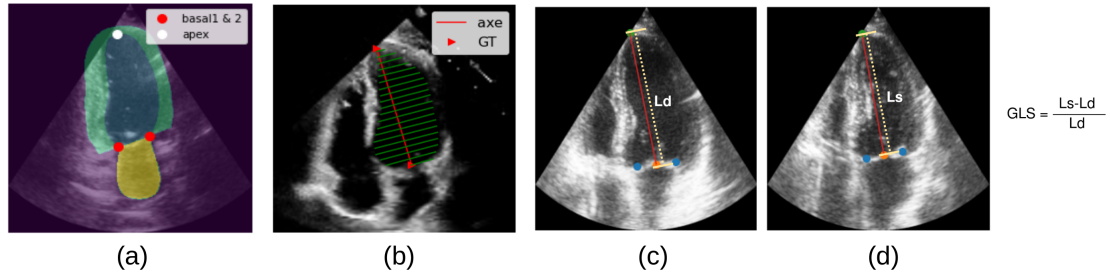 basal1 & 2
apex
axe
GT
Ld
Ls
GLS = Ls-Ld
Ld
(a)
(b)
(c)
(d)